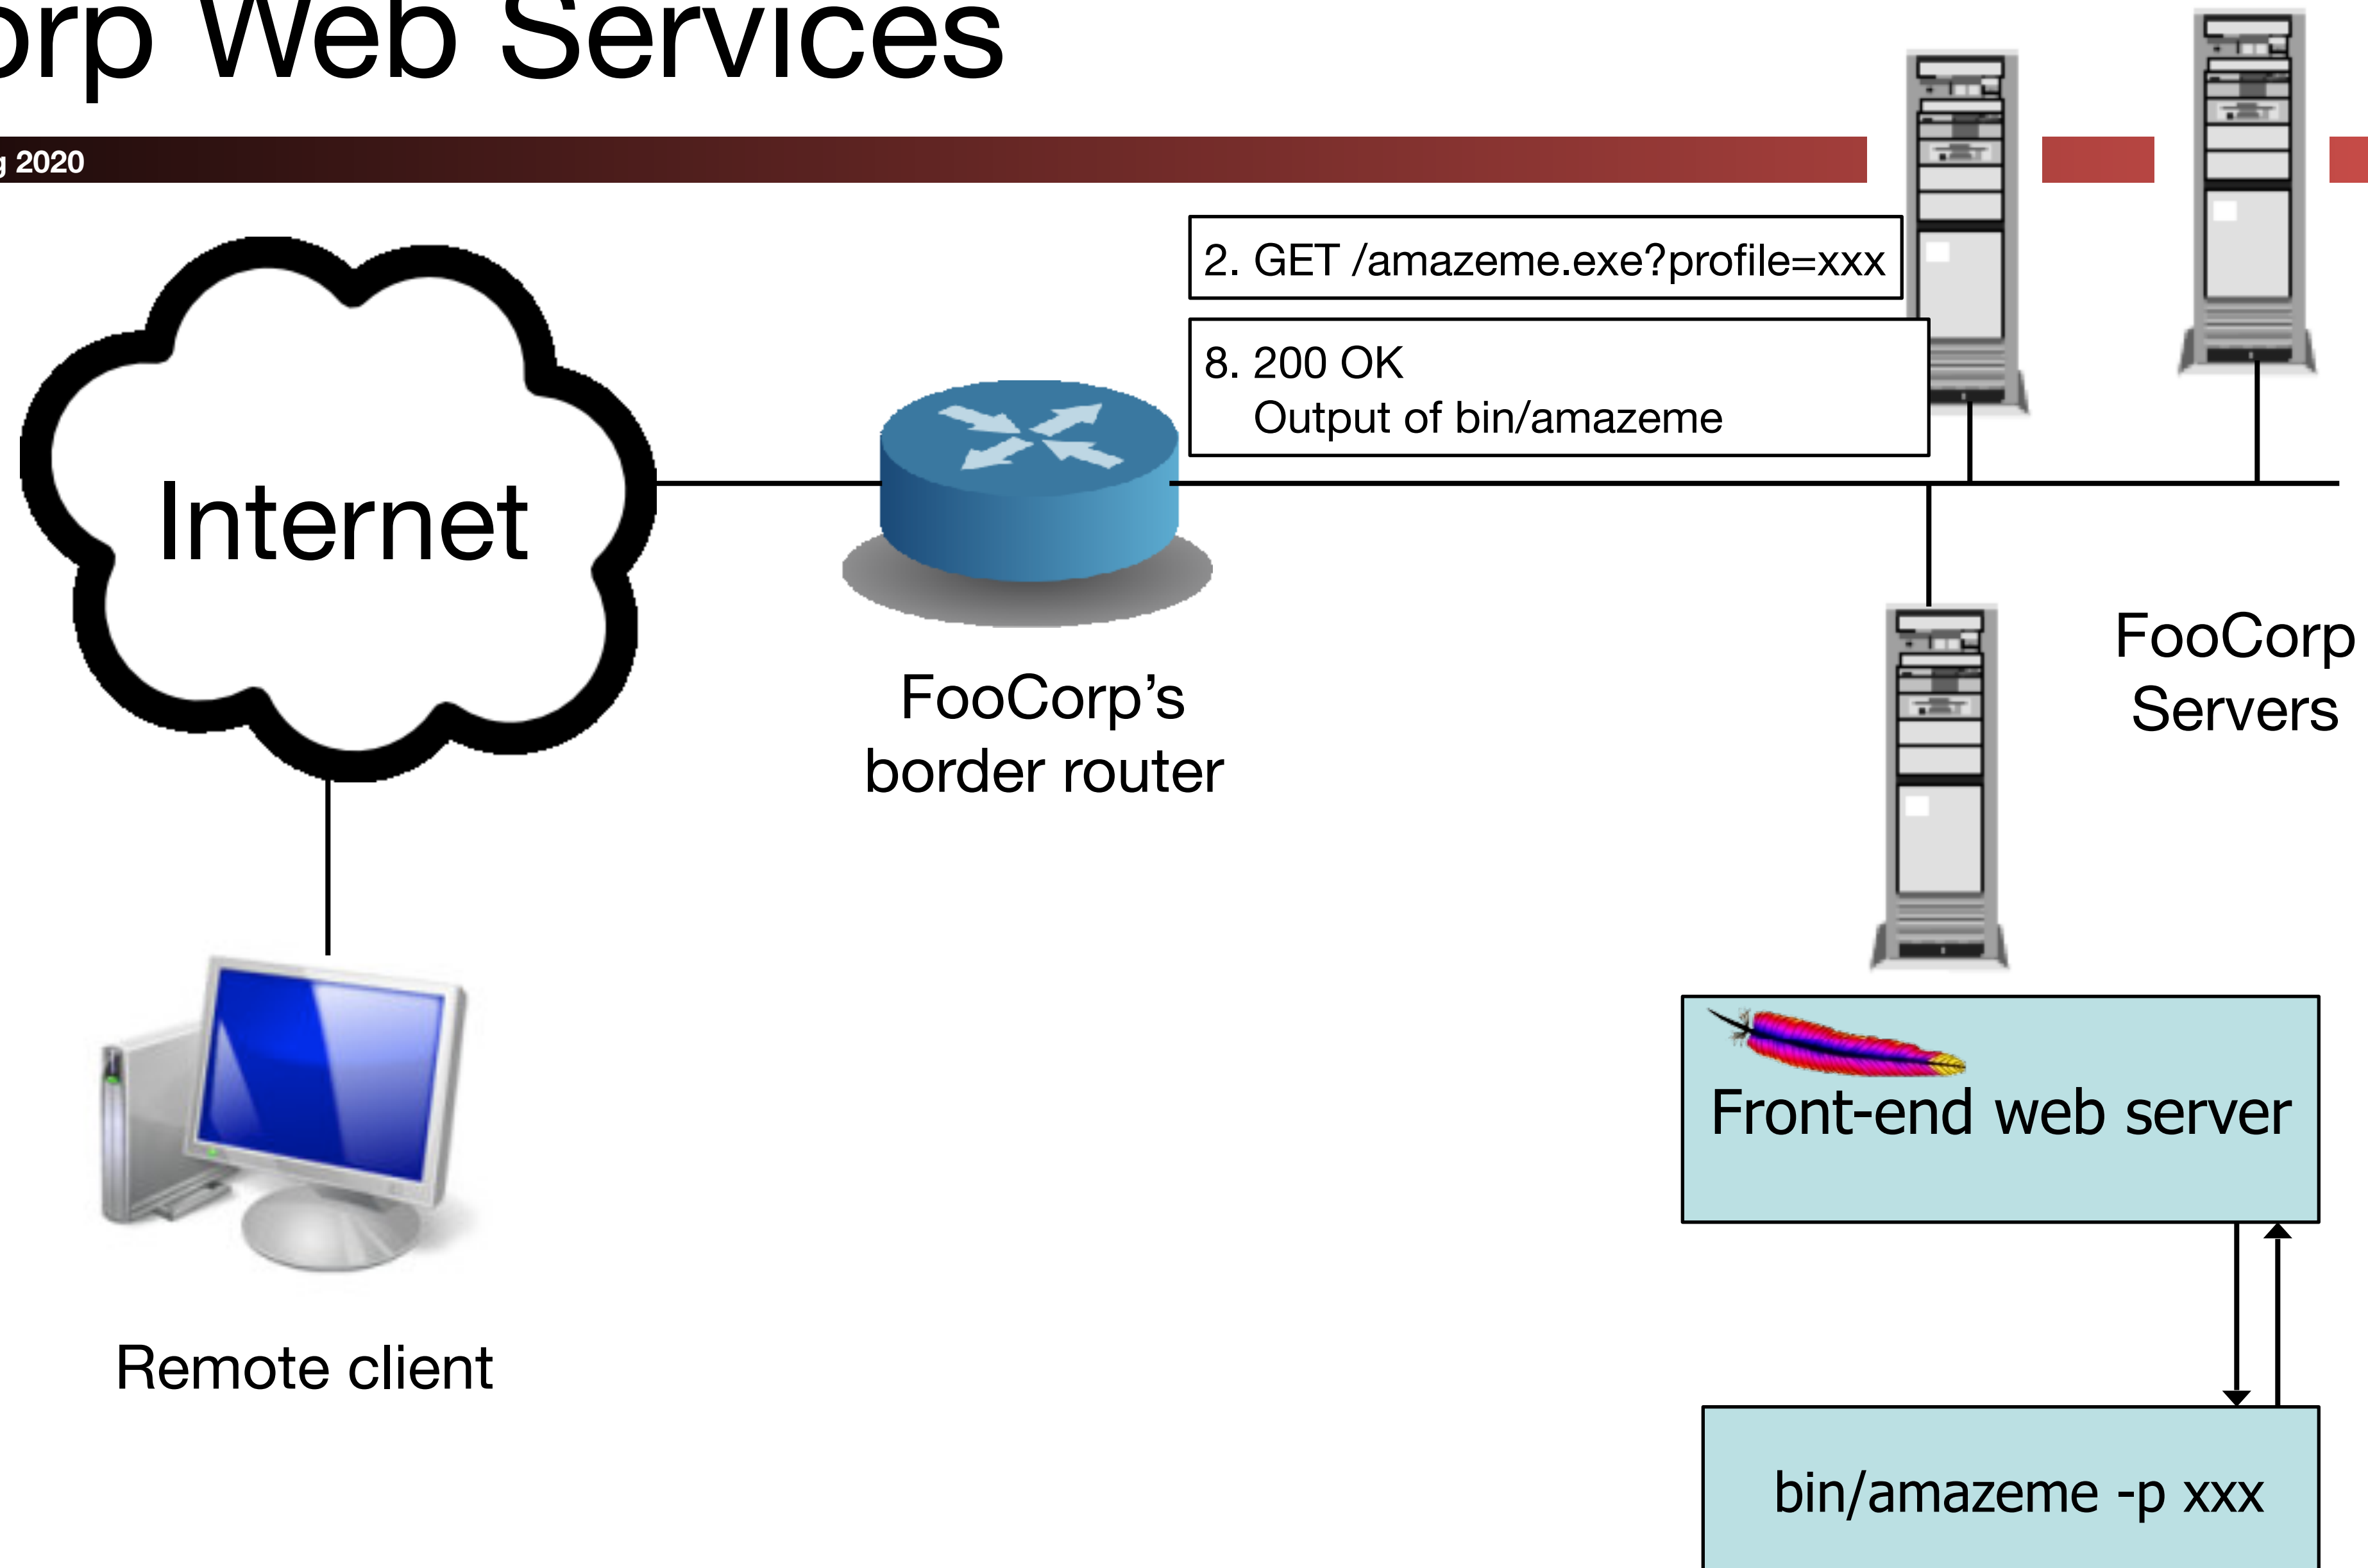 orp Web Services
g 2020
2. GET /amazeme.exe?profile=xxx
8. 200 OK
Output of bin/amazeme
Internet
FooCorp's
border router
FooCorp
Servers
Remote client
Front-end web server
bin/amazeme -p xxx